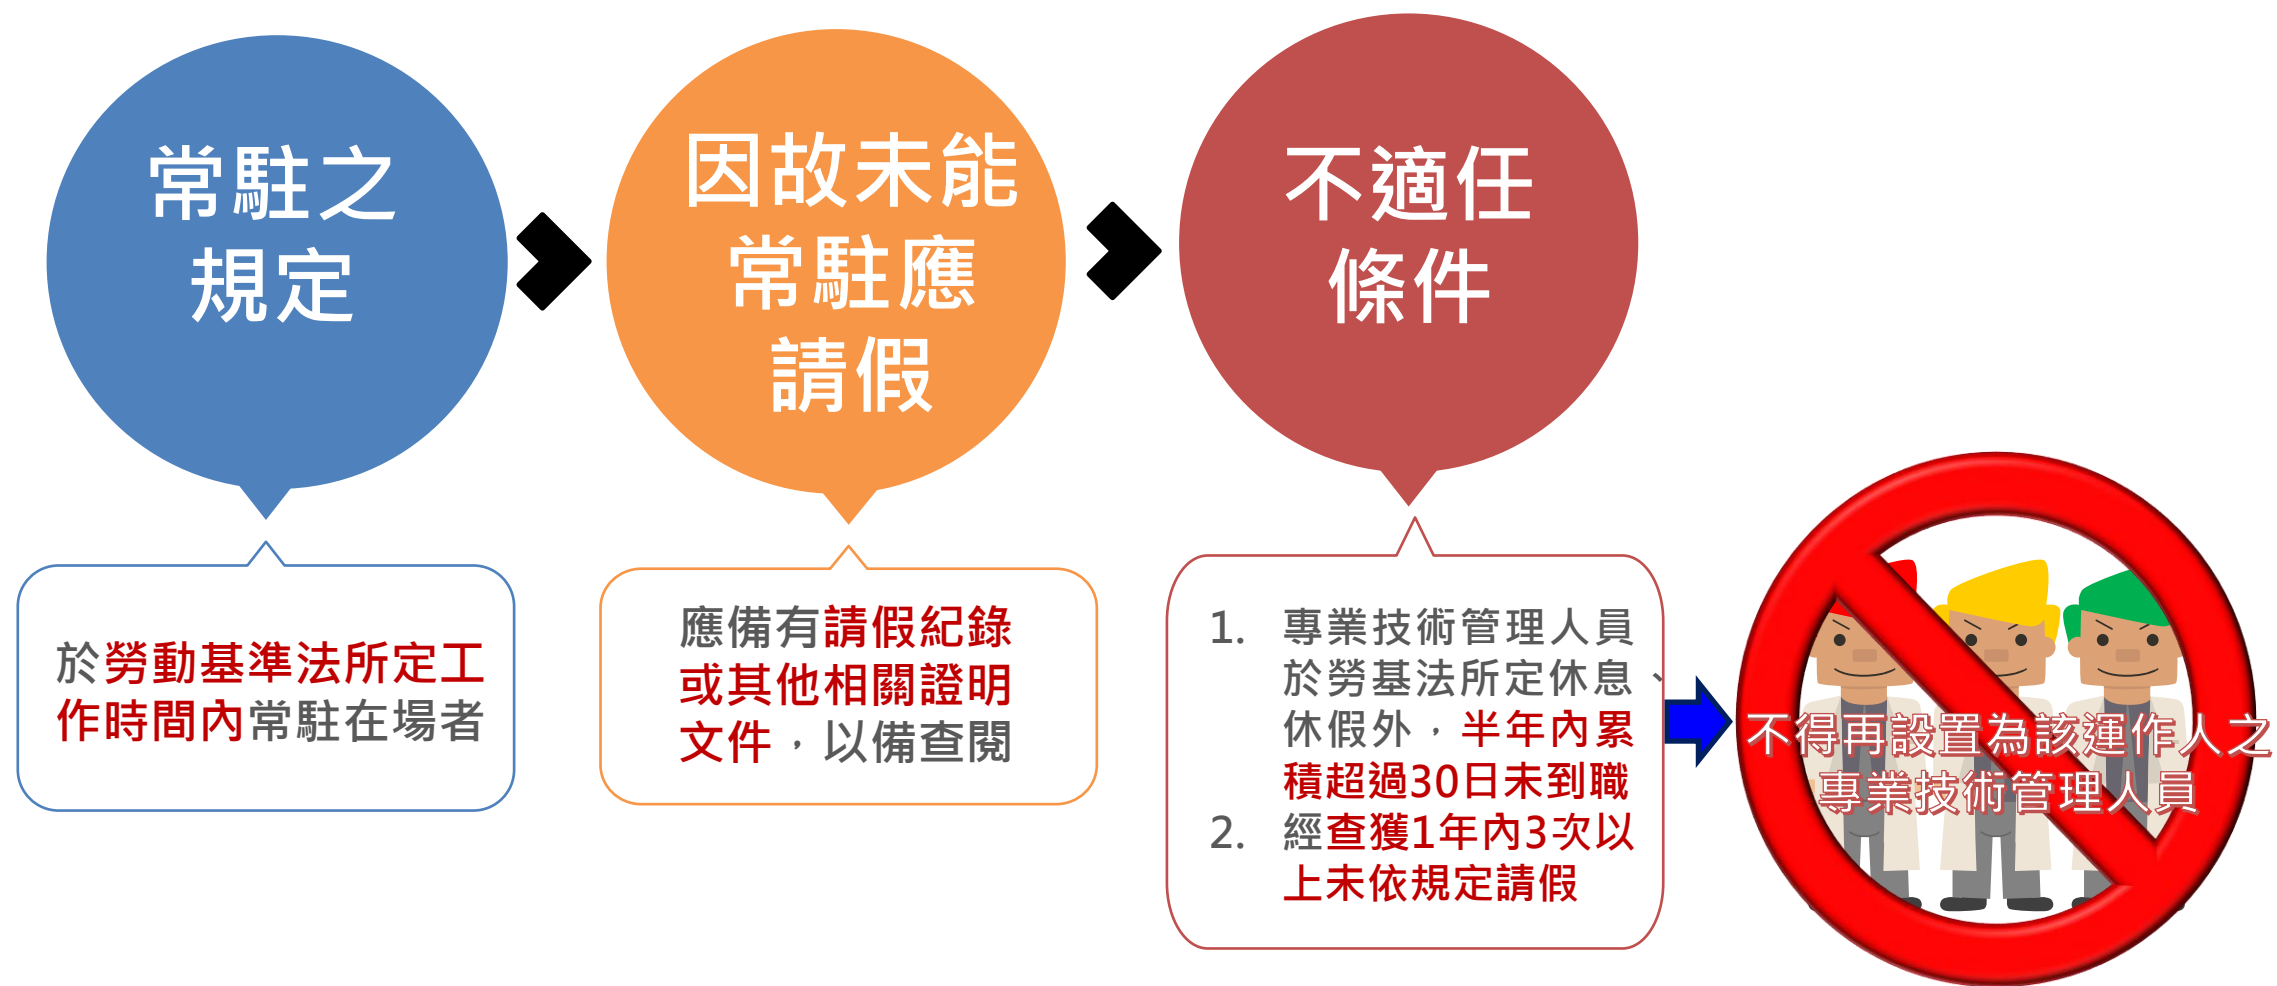 常駐之
規定
因故未能
常駐應
請假
不適任
條件
於勞動基準法所定工
作時間內常駐在場者
應備有請假紀錄
或其他相關證明
文件，以備查閱
1. 專業技術管理人員
於勞基法所定休息、
休假外，半年內累
積超過30日未到職
2. 經查獲1年內3次以
上未依規定請假
不得再設置為該運作人之
專業技術管理人員